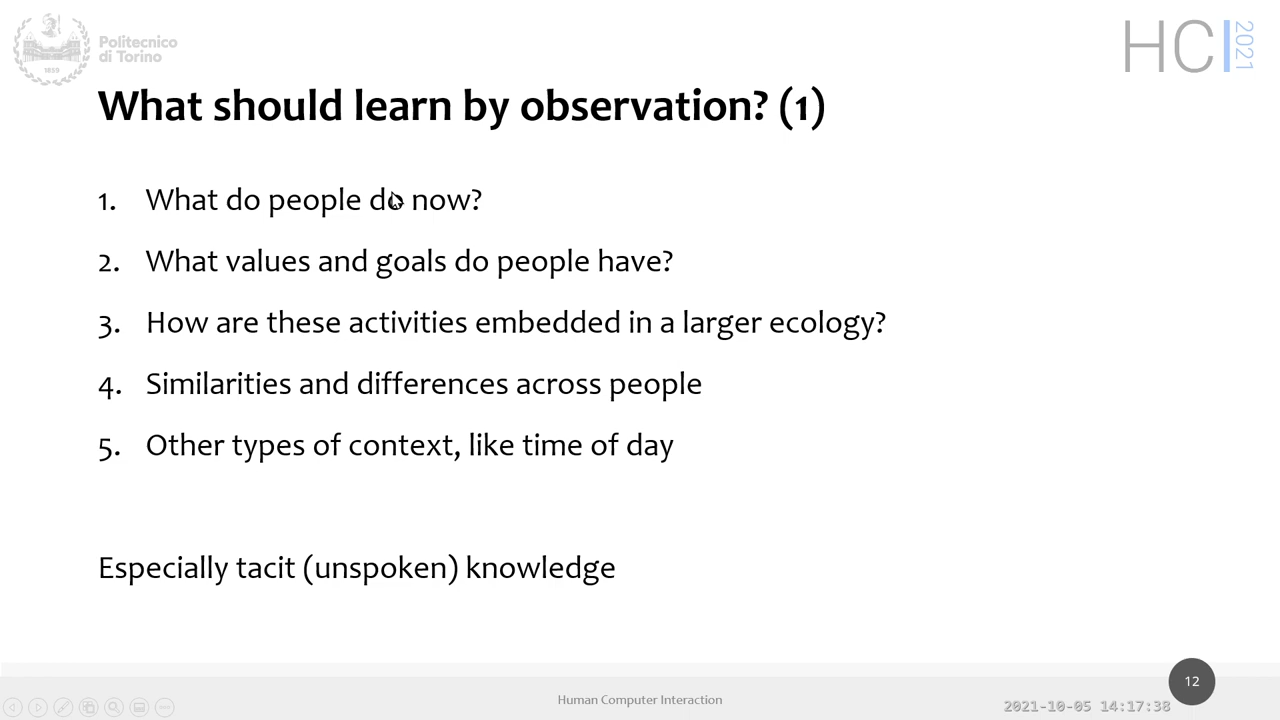 Politecnico
di Torino
1859
HCI
2021
What should learn by observation? (1)
1. What do people do now?
2. What values and goals do people have?
3. How are these activities embedded in a larger ecology?
4. Similarities and differences across people
5. Other types of context, like time of day
Especially tacit (unspoken) knowledge
12
Human Computer Interaction
2021-10-05 14:17:38